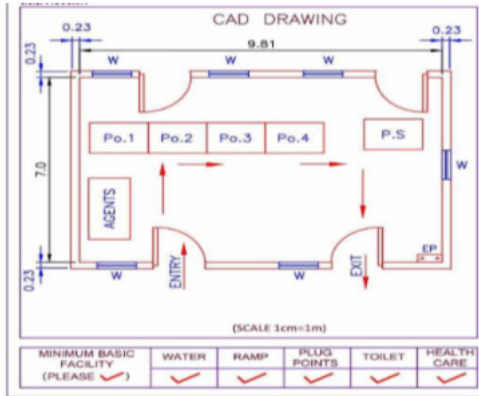 CAD DRAWING
0.23
9.81
0.23
0.23
W
W
W
Po.1
Po.2
Po.3
Po.4
P.S
7.0
W
AGENTS
EP
0.23
W
ENTRY
W
EXIT
(SCALE 1cm=1m)
MINIMUM BASIC
FACILITY
(PLEASE ✓)
WATER
RAMP
PLUG
POINTS
TOILET
HEALTH
CARE
✓ ✓ ✓ ✓ ✓